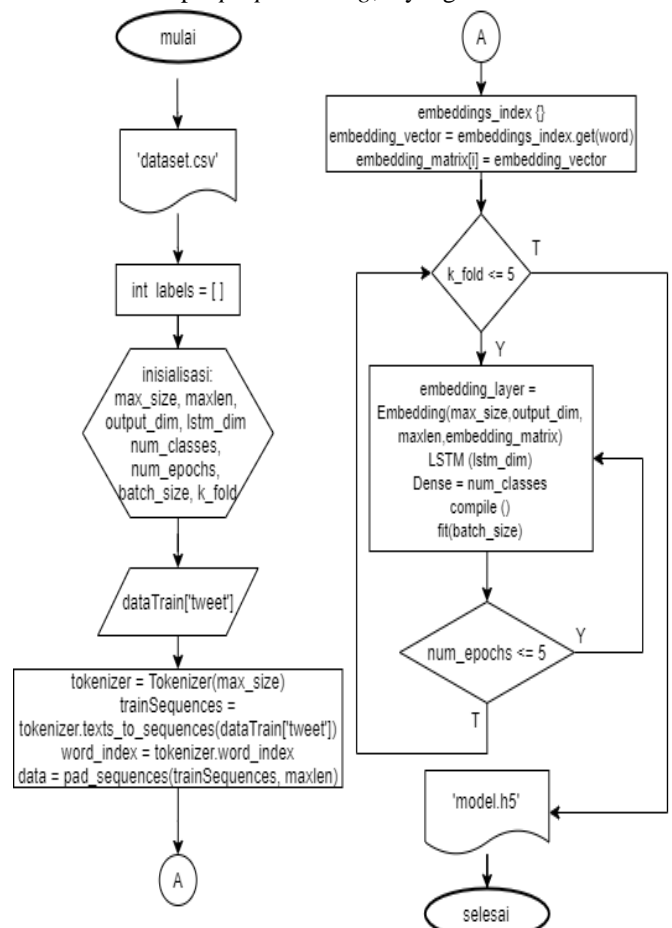 mulai
'dataset.csv'
int labels = [ ]
inisialisasi:
max_size, maxlen,
output_dim, lstm_dim
num_classes,
num_epochs,
batch_size, k_fold
dataTrain['tweet']
tokenizer = Tokenizer(max_size)
trainSequences =
tokenizer.texts_to_sequences(dataTrain['tweet'])
word_index = tokenizer.word_index
data = pad_sequences(trainSequences, maxlen)
A
A
embeddings_index {}
embedding_vector = embeddings_index.get(word)
embedding_matrix[i] = embedding_vector
k_fold <= 5
T
Y
embedding_layer =
Embedding(max_size,output_dim,
maxlen,embedding_matrix)
LSTM (lstm_dim)
Dense = num_classes
compile ()
fit(batch_size)
num_epochs <= 5
Y
T
'model.h5'
selesai